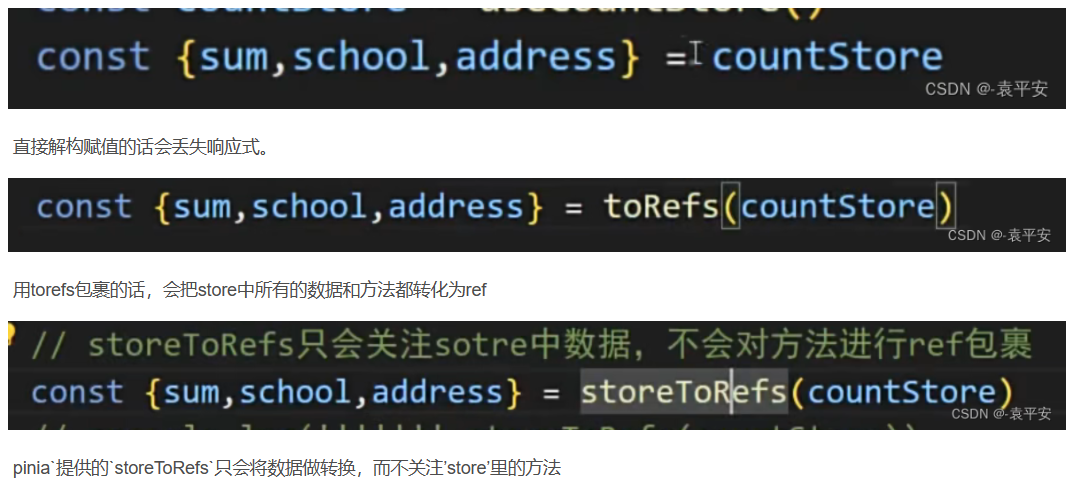 const {sum,school,address} = countStore
CSDN @-袁平安
直接解构赋值的话会丢失响应式。
const {sum,school,address} = toRefs(countStore)
CSDN @-袁平安
用torefs包裹的话，会把store中所有的数据和方法都转化为ref
// storeToRefs只会关注sotre中数据，不会对方法进行ref包裹
const {sum,school,address} = storeToRefs(countStore)
CSDN @-袁平安
pinia`提供的`storeToRefs`只会将数据做转换，而不关注'store'里的方法